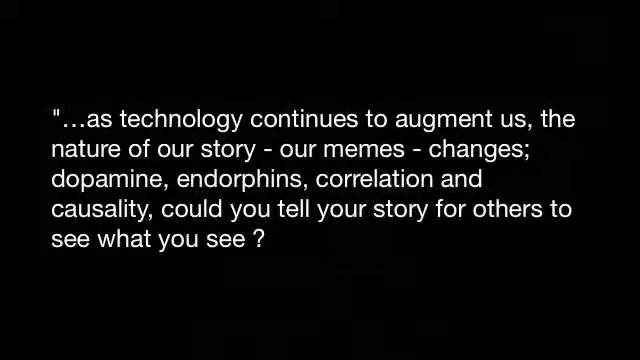 "…as technology continues to augment us, the
nature of our story - our memes - changes;
dopamine, endorphins, correlation and
causality, could you tell your story for others to
see what you see ?